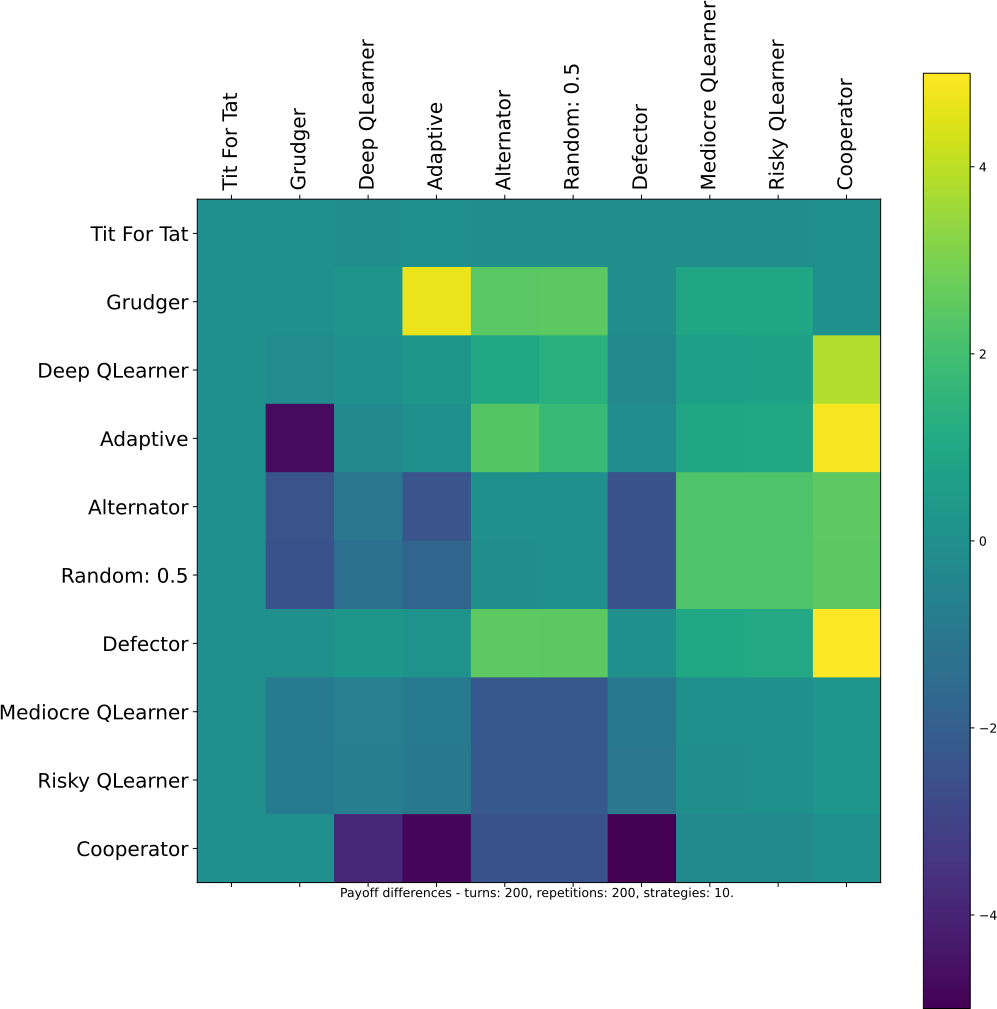 Tit For Tat
Grudger
Deep QLearner
Adaptive
Alternator
Random: 0.5
Defector
Mediocre QLearner
Risky QLearner
Cooperator
Tit For Tat
Grudger
Deep QLearner
Adaptive
Alternator
Random: 0.5
Defector
Mediocre QLearner
Risky QLearner
Cooperator
Payoff differences - turns: 200, repetitions: 200, strategies: 10.
4
2
0
−2
−4